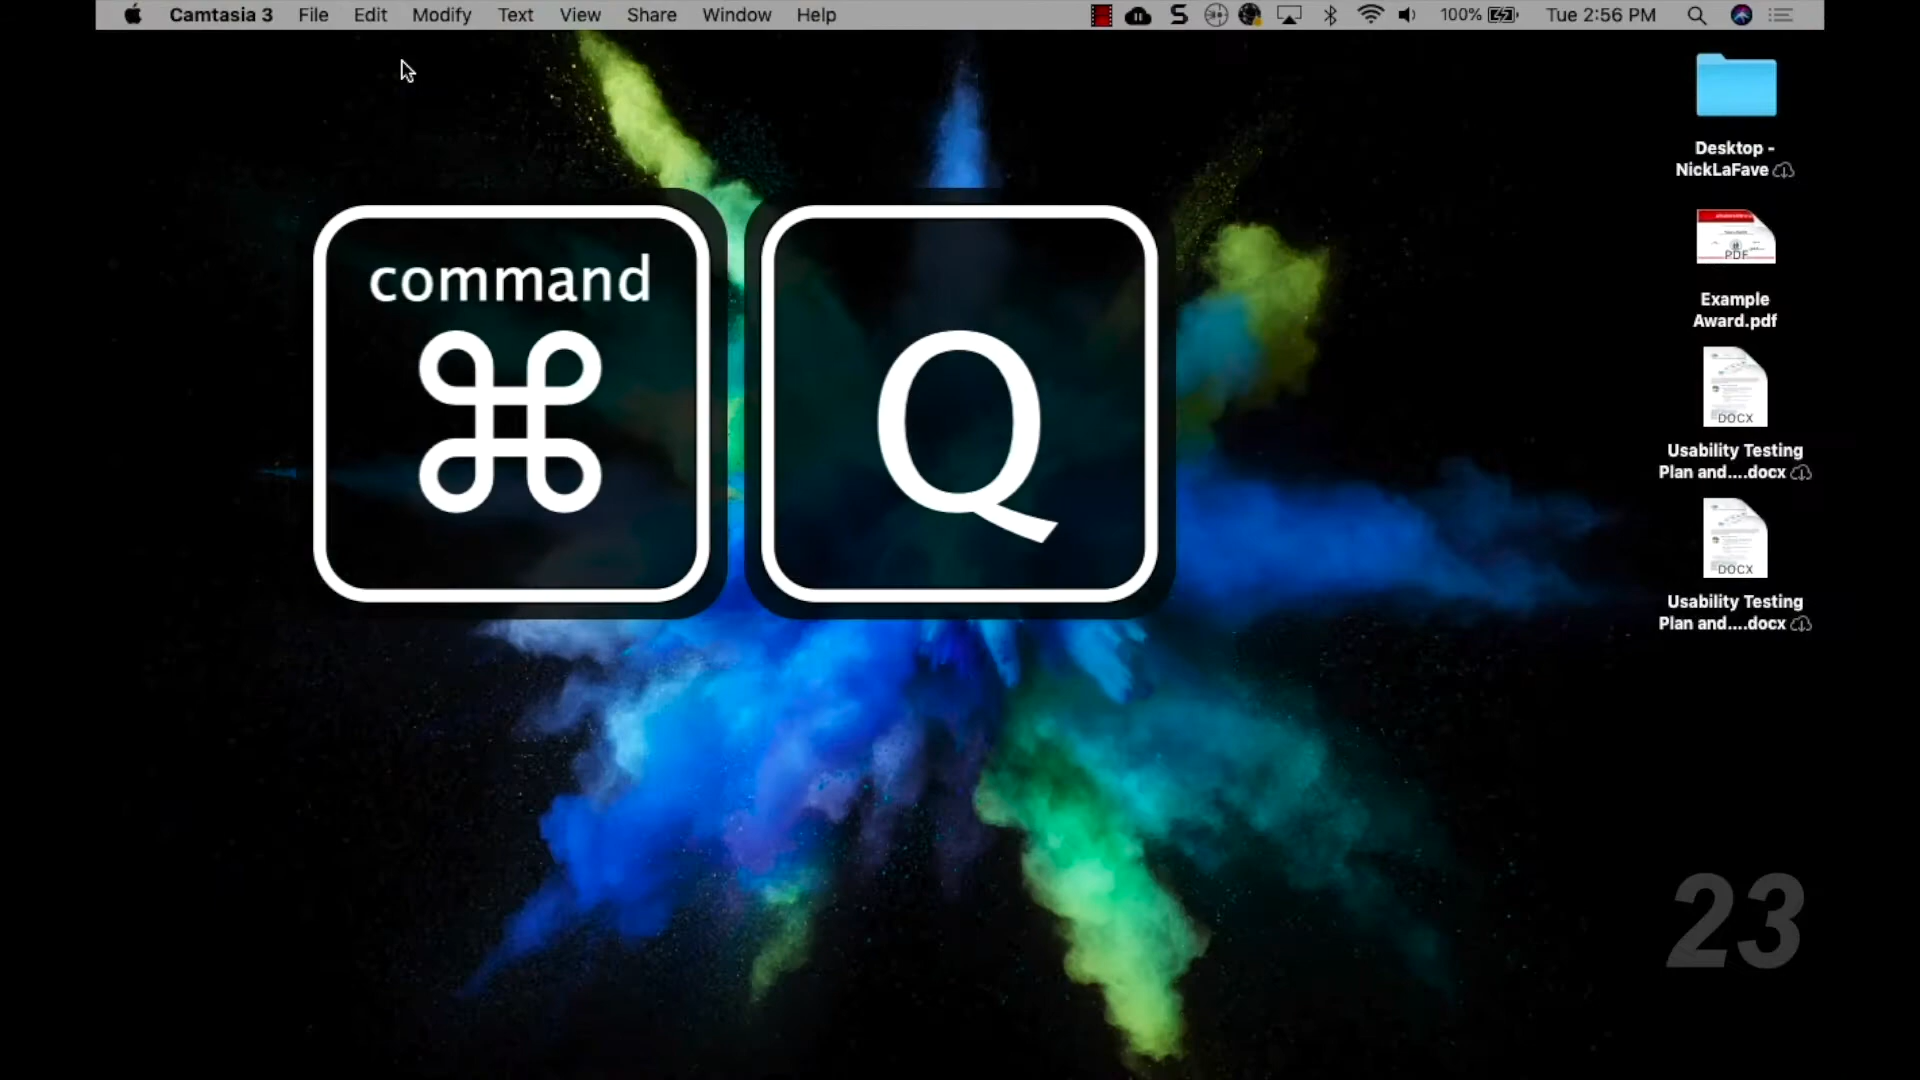 Camtasia 3 File Edit Modify Text View Share Window Help 100% Tue 2:56 PM
Desktop -
NickLaFave
PDF
Example
Award.pdf
DOCX
Usability Testing
Plan and....docx
DOCX
Usability Testing
Plan and....docx
command
⌘
Q
23